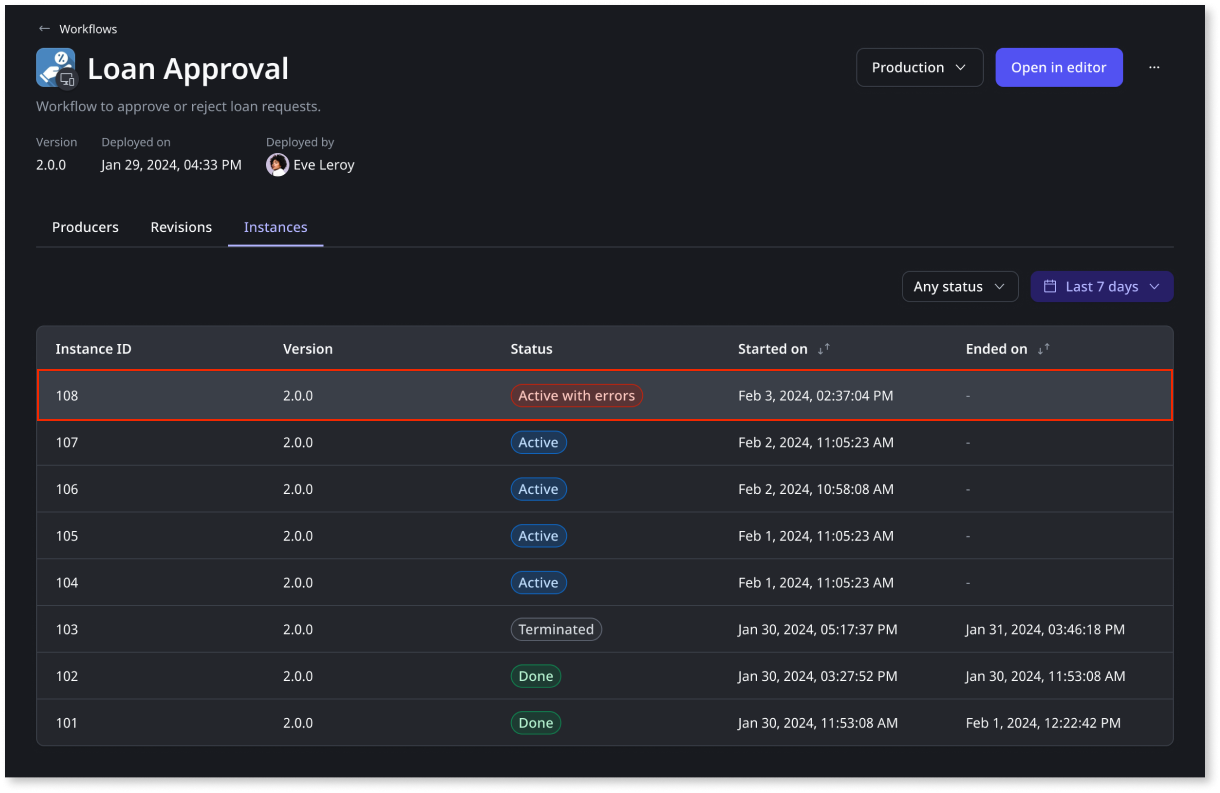 ← Workflows
Loan Approval
Production
Open in editor
...
Workflow to approve or reject loan requests.
Version Deployed on Deployed by
2.0.0 Jan 29, 2024, 04:33 PM Eve Leroy
Producers Revisions Instances
Any status Last 7 days
Instance ID Version Status Started on ↓↑ Ended on ↓↑
108 2.0.0 Active with errors Feb 3, 2024, 02:37:04 PM -
107 2.0.0 Active Feb 2, 2024, 11:05:23 AM -
106 2.0.0 Active Feb 2, 2024, 10:58:08 AM -
105 2.0.0 Active Feb 1, 2024, 11:05:23 AM -
104 2.0.0 Active Feb 1, 2024, 11:05:23 AM -
103 2.0.0 Terminated Jan 30, 2024, 05:17:37 PM Jan 31, 2024, 03:46:18 PM
102 2.0.0 Done Jan 30, 2024, 03:27:52 PM Jan 30, 2024, 11:53:08 AM
101 2.0.0 Done Jan 30, 2024, 11:53:08 AM Feb 1, 2024, 12:22:42 PM